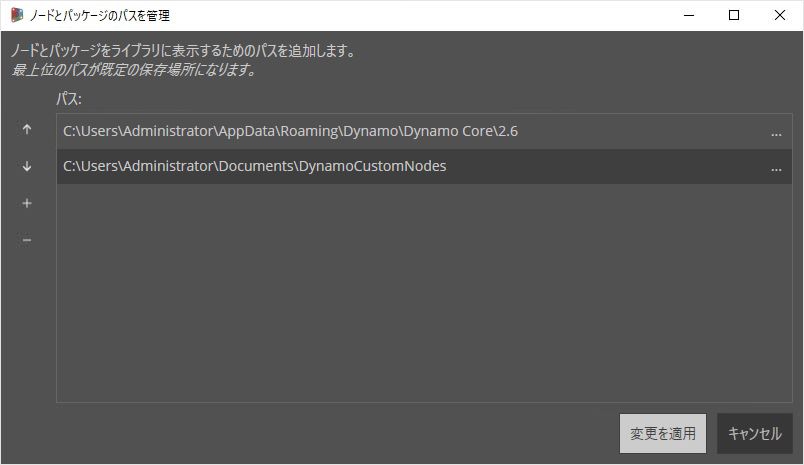 ノードとパッケージのパスを管理
ノードとパッケージをライブラリに表示するためのパスを追加します。
最上位のパスが既定の保存場所になります。
パス:
C:\Users\Administrator\AppData\Roaming\Dynamo\Dynamo Core\2.6
...
C:\Users\Administrator\Documents\DynamoCustomNodes
...
変更を適用
キャンセル